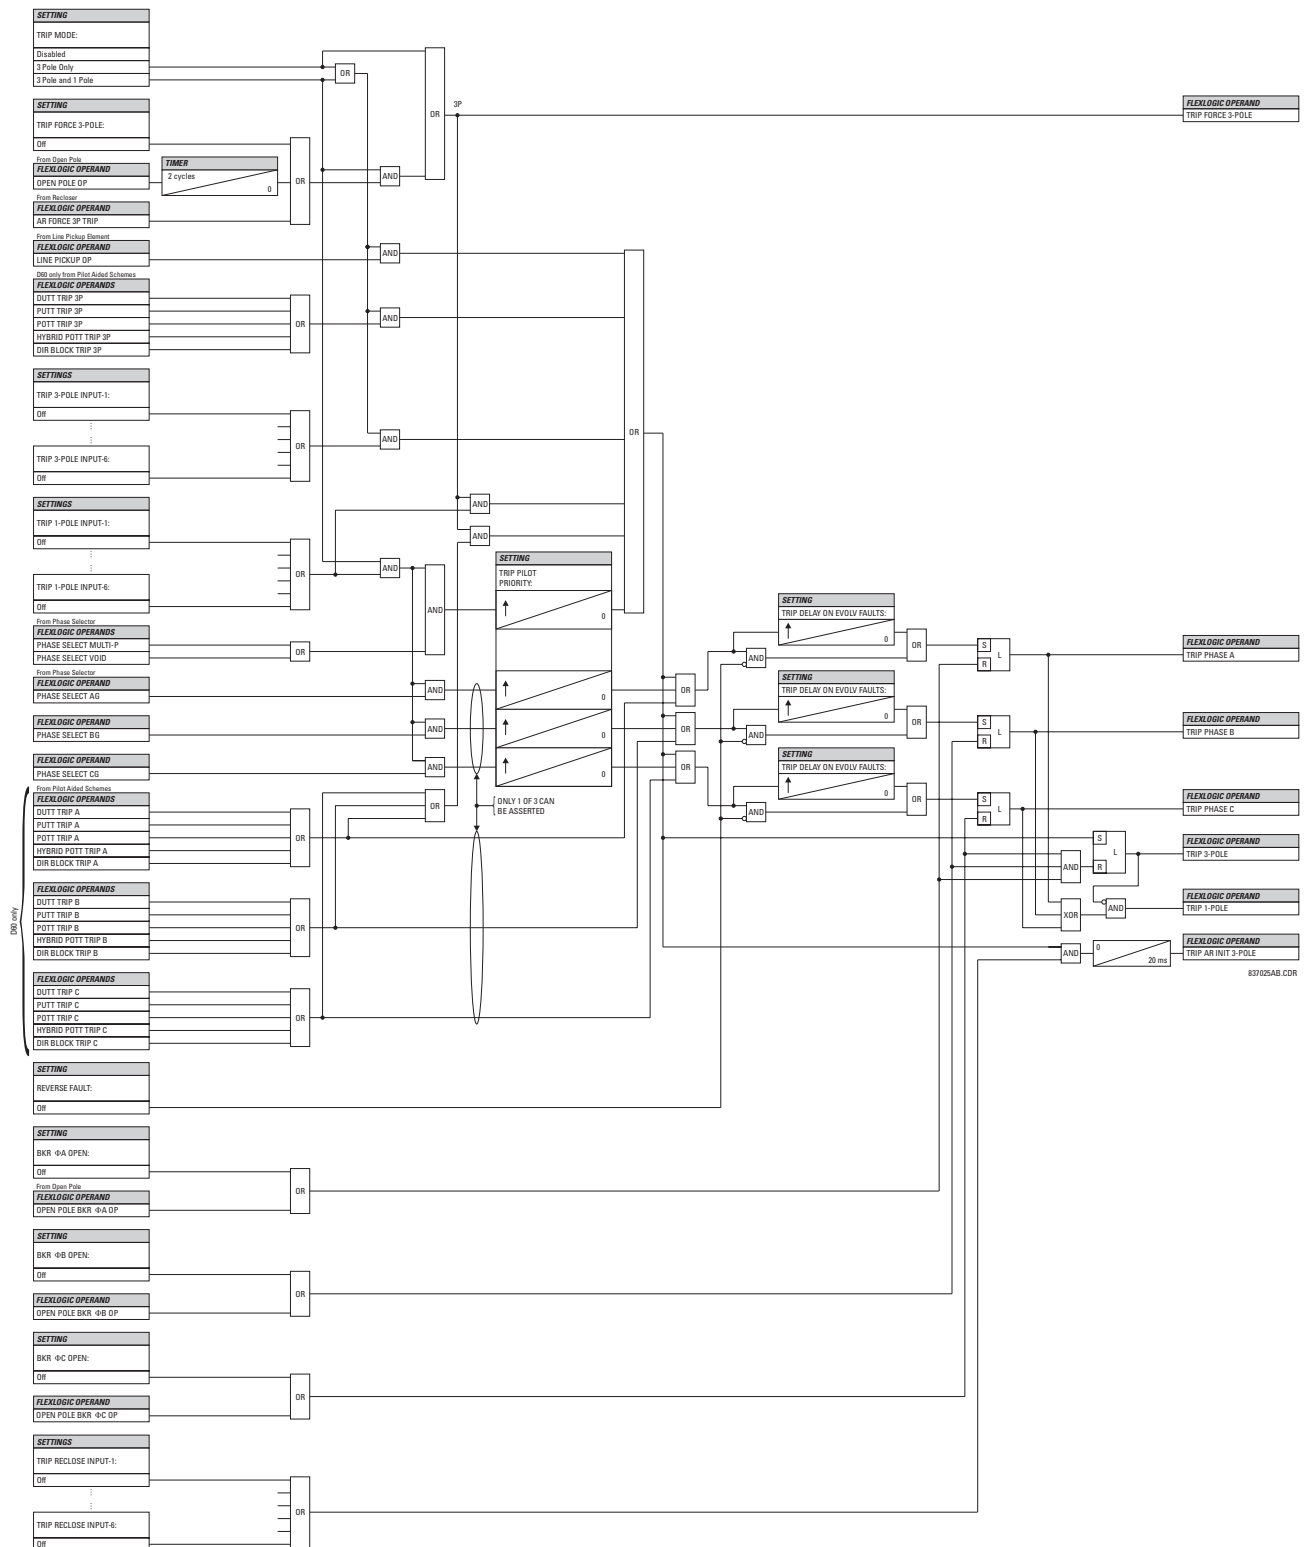 SETTING
TRIP MODE:
Disabled
3 Pole Only
3 Pole and 1 Pole
OR
OR
3P
FLEXLOGIC OPERAND
TRIP FORCE 3-POLE
SETTING
TRIP FORCE 3-POLE:
Off
From Open Pole
FLEXLOGIC OPERAND
OPEN POLE OP
TIMER
2 cycles
0
OR
AND
From Recloser
FLEXLOGIC OPERAND
AR FORCE 3P TRIP
From Line Pickup Element
FLEXLOGIC OPERAND
LINE PICKUP OP
AND
D60 only from Pilot Aided Schemes
FLEXLOGIC OPERANDS
DUTT TRIP 3P
PUTT TRIP 3P
POTT TRIP 3P
HYBRID POTT TRIP 3P
DIR BLOCK TRIP 3P
OR
AND
SETTINGS
TRIP 3-POLE INPUT-1:
Off
TRIP 3-POLE INPUT-6:
Off
OR
AND
OR
SETTINGS
TRIP 1-POLE INPUT-1:
Off
TRIP 1-POLE INPUT-6:
Off
OR
AND
AND
AND
AND
SETTING
TRIP PILOT
PRIORITY:
0
0
0
0
From Phase Selector
FLEXLOGIC OPERANDS
PHASE SELECT MULTI-P
PHASE SELECT VOID
OR
From Phase Selector
FLEXLOGIC OPERAND
PHASE SELECT AG
AND
FLEXLOGIC OPERAND
PHASE SELECT BG
AND
FLEXLOGIC OPERAND
PHASE SELECT CG
AND
ONLY 1 OF 3 CAN
BE ASSERTED
OR
OR
OR
SETTING
TRIP DELAY ON EVOLV FAULTS:
0
AND
OR
S
R
L
FLEXLOGIC OPERAND
TRIP PHASE A
SETTING
TRIP DELAY ON EVOLV FAULTS:
0
AND
OR
S
R
L
FLEXLOGIC OPERAND
TRIP PHASE B
SETTING
TRIP DELAY ON EVOLV FAULTS:
0
AND
OR
S
R
L
FLEXLOGIC OPERAND
TRIP PHASE C
AND
S
R
L
FLEXLOGIC OPERAND
TRIP 3-POLE
XOR
AND
FLEXLOGIC OPERAND
TRIP 1-POLE
AND
0
20 ms
FLEXLOGIC OPERAND
TRIP AR INIT 3-POLE
837025AB.CDR
D60 only
From Pilot Aided Schemes
FLEXLOGIC OPERANDS
DUTT TRIP A
PUTT TRIP A
POTT TRIP A
HYBRID POTT TRIP A
DIR BLOCK TRIP A
OR
OR
FLEXLOGIC OPERANDS
DUTT TRIP B
PUTT TRIP B
POTT TRIP B
HYBRID POTT TRIP B
DIR BLOCK TRIP B
OR
FLEXLOGIC OPERANDS
DUTT TRIP C
PUTT TRIP C
POTT TRIP C
HYBRID POTT TRIP C
DIR BLOCK TRIP C
OR
SETTING
REVERSE FAULT:
Off
SETTING
BKR ΦA OPEN:
Off
From Open Pole
FLEXLOGIC OPERAND
OPEN POLE BKR ΦA OP
OR
SETTING
BKR ΦB OPEN:
Off
FLEXLOGIC OPERAND
OPEN POLE BKR ΦB OP
OR
SETTING
BKR ΦC OPEN:
Off
FLEXLOGIC OPERAND
OPEN POLE BKR ΦC OP
OR
SETTINGS
TRIP RECLOSE INPUT-1:
Off
TRIP RECLOSE INPUT-6:
Off
OR